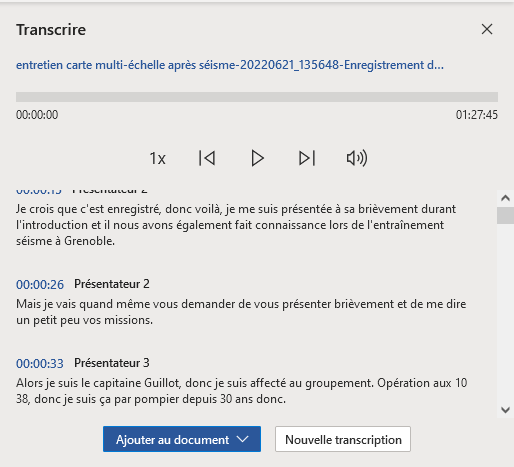 Transcrire
entretien carte multi-échelle après séisme-20220621_135648-Enregistrement d...
00:00:00 01:27:45
1x
00:00:15 Présentateur 2
Je crois que c'est enregistré, donc voilà, je me suis présentée à sa brièvement durant
l'introduction et il nous avons également fait connaissance lors de l'entraînement
séisme à Grenoble.
00:00:26 Présentateur 2
Mais je vais quand même vous demander de vous présenter brièvement et de me dire
un petit peu vos missions.
00:00:33 Présentateur 3
Alors je suis le capitaine Guillot, donc je suis affecté au groupement. Opération aux 10
38, donc je suis ça par pompier depuis 30 ans donc.
Ajouter au document
Nouvelle transcription